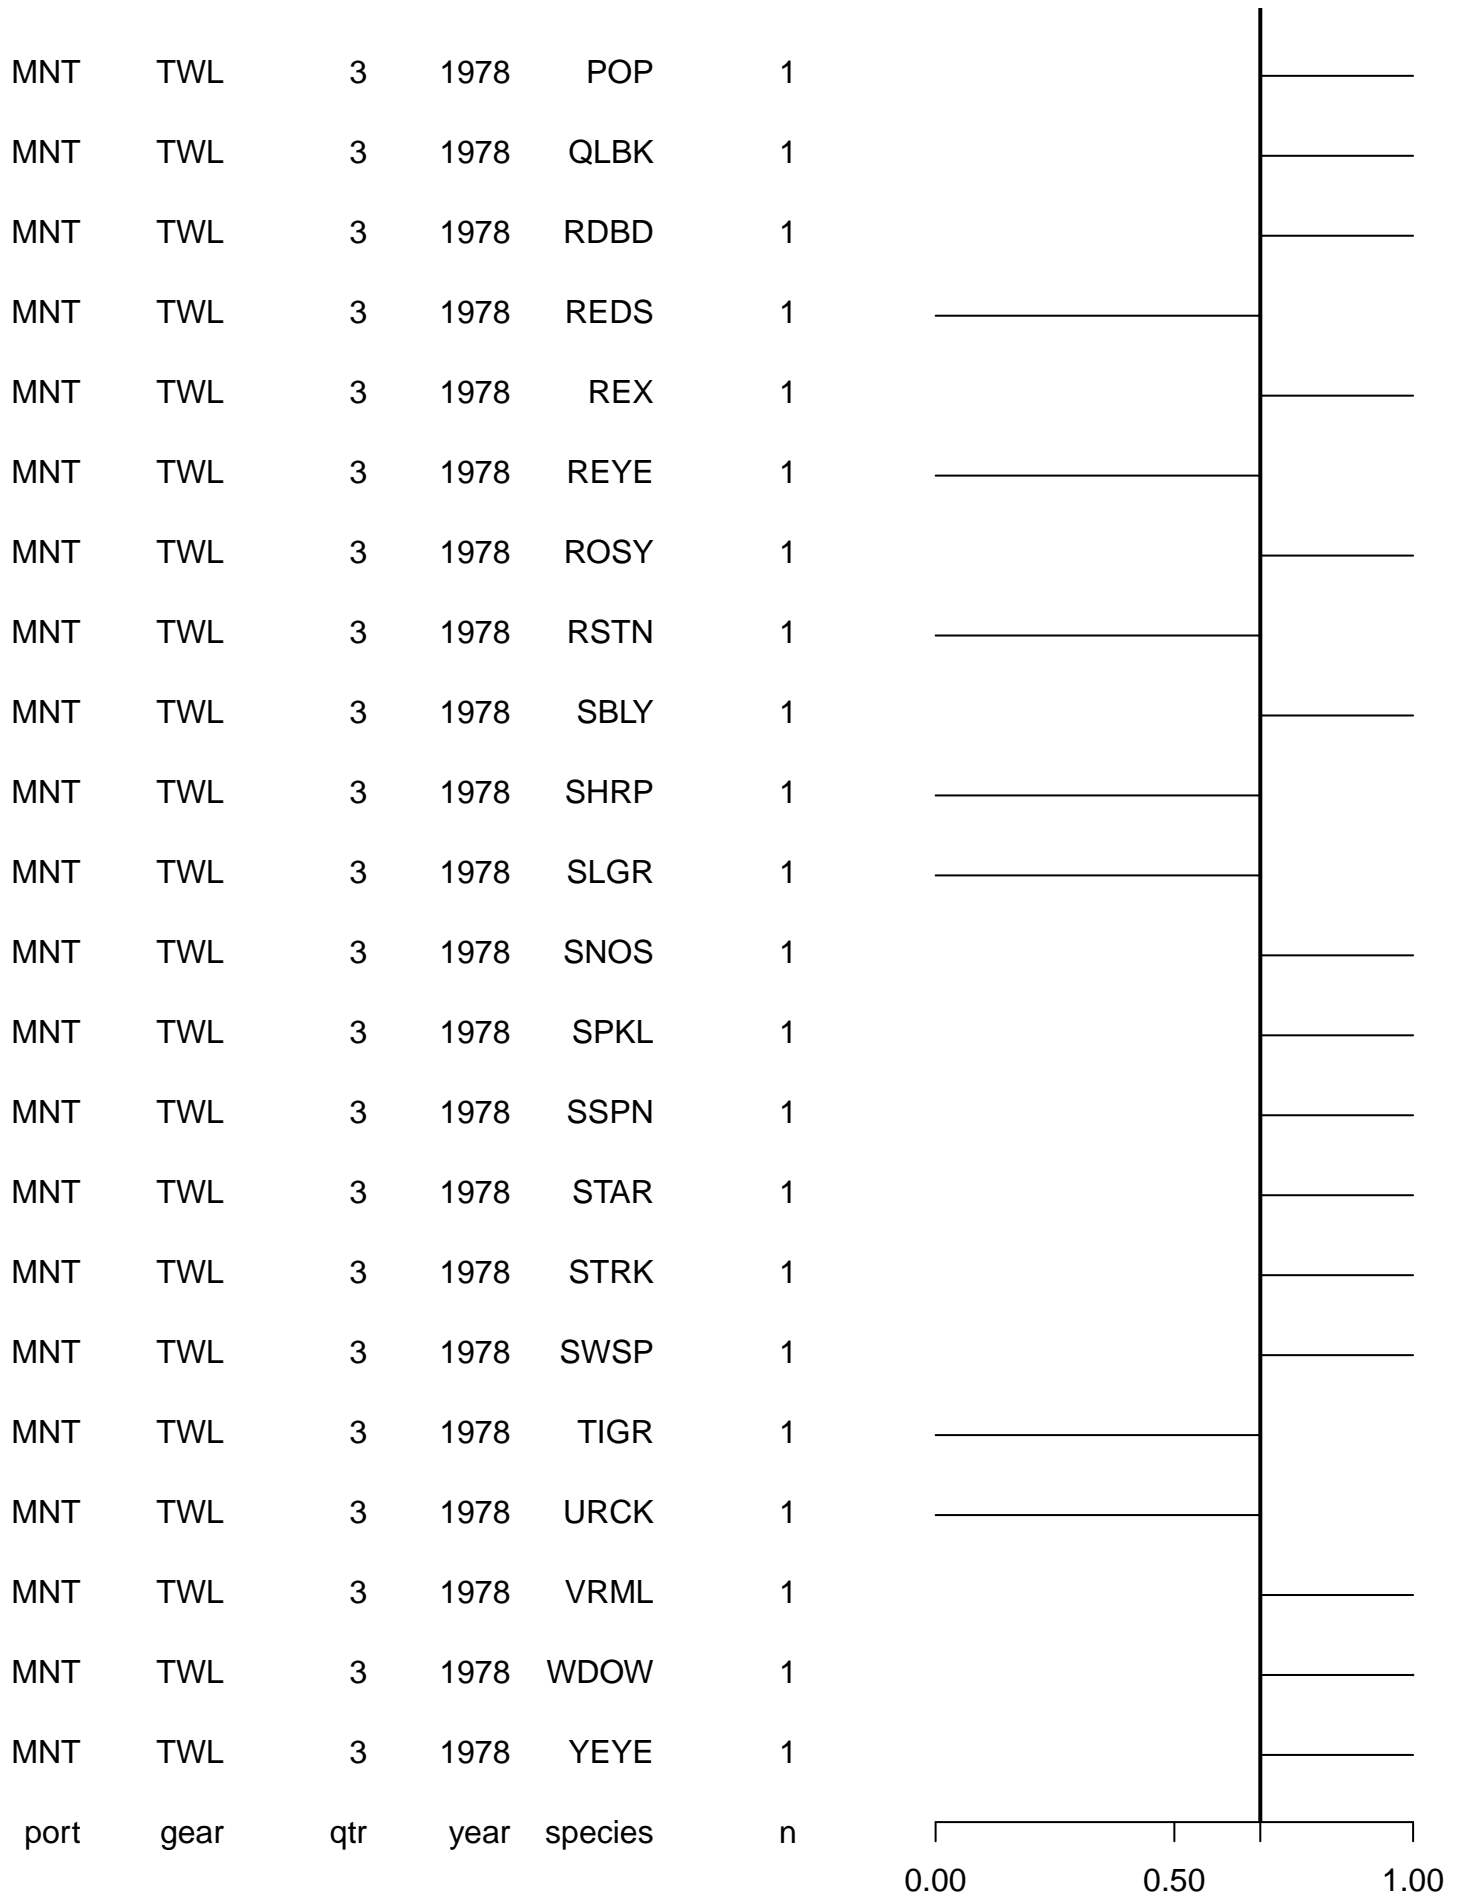 MNT TWL 3 1978 POP 1
MNT TWL 3 1978 QLBK 1
MNT TWL 3 1978 RDBD 1
MNT TWL 3 1978 REDS 1
MNT TWL 3 1978 REX 1
MNT TWL 3 1978 REYE 1
MNT TWL 3 1978 ROSY 1
MNT TWL 3 1978 RSTN 1
MNT TWL 3 1978 SBLY 1
MNT TWL 3 1978 SHRP 1
MNT TWL 3 1978 SLGR 1
MNT TWL 3 1978 SNOS 1
MNT TWL 3 1978 SPKL 1
MNT TWL 3 1978 SSPN 1
MNT TWL 3 1978 STAR 1
MNT TWL 3 1978 STRK 1
MNT TWL 3 1978 SWSP 1
MNT TWL 3 1978 TIGR 1
MNT TWL 3 1978 URCK 1
MNT TWL 3 1978 VRML 1
MNT TWL 3 1978 WDOW 1
MNT TWL 3 1978 YEYE 1
port gear qtr year species n
0.00 0.50 1.00